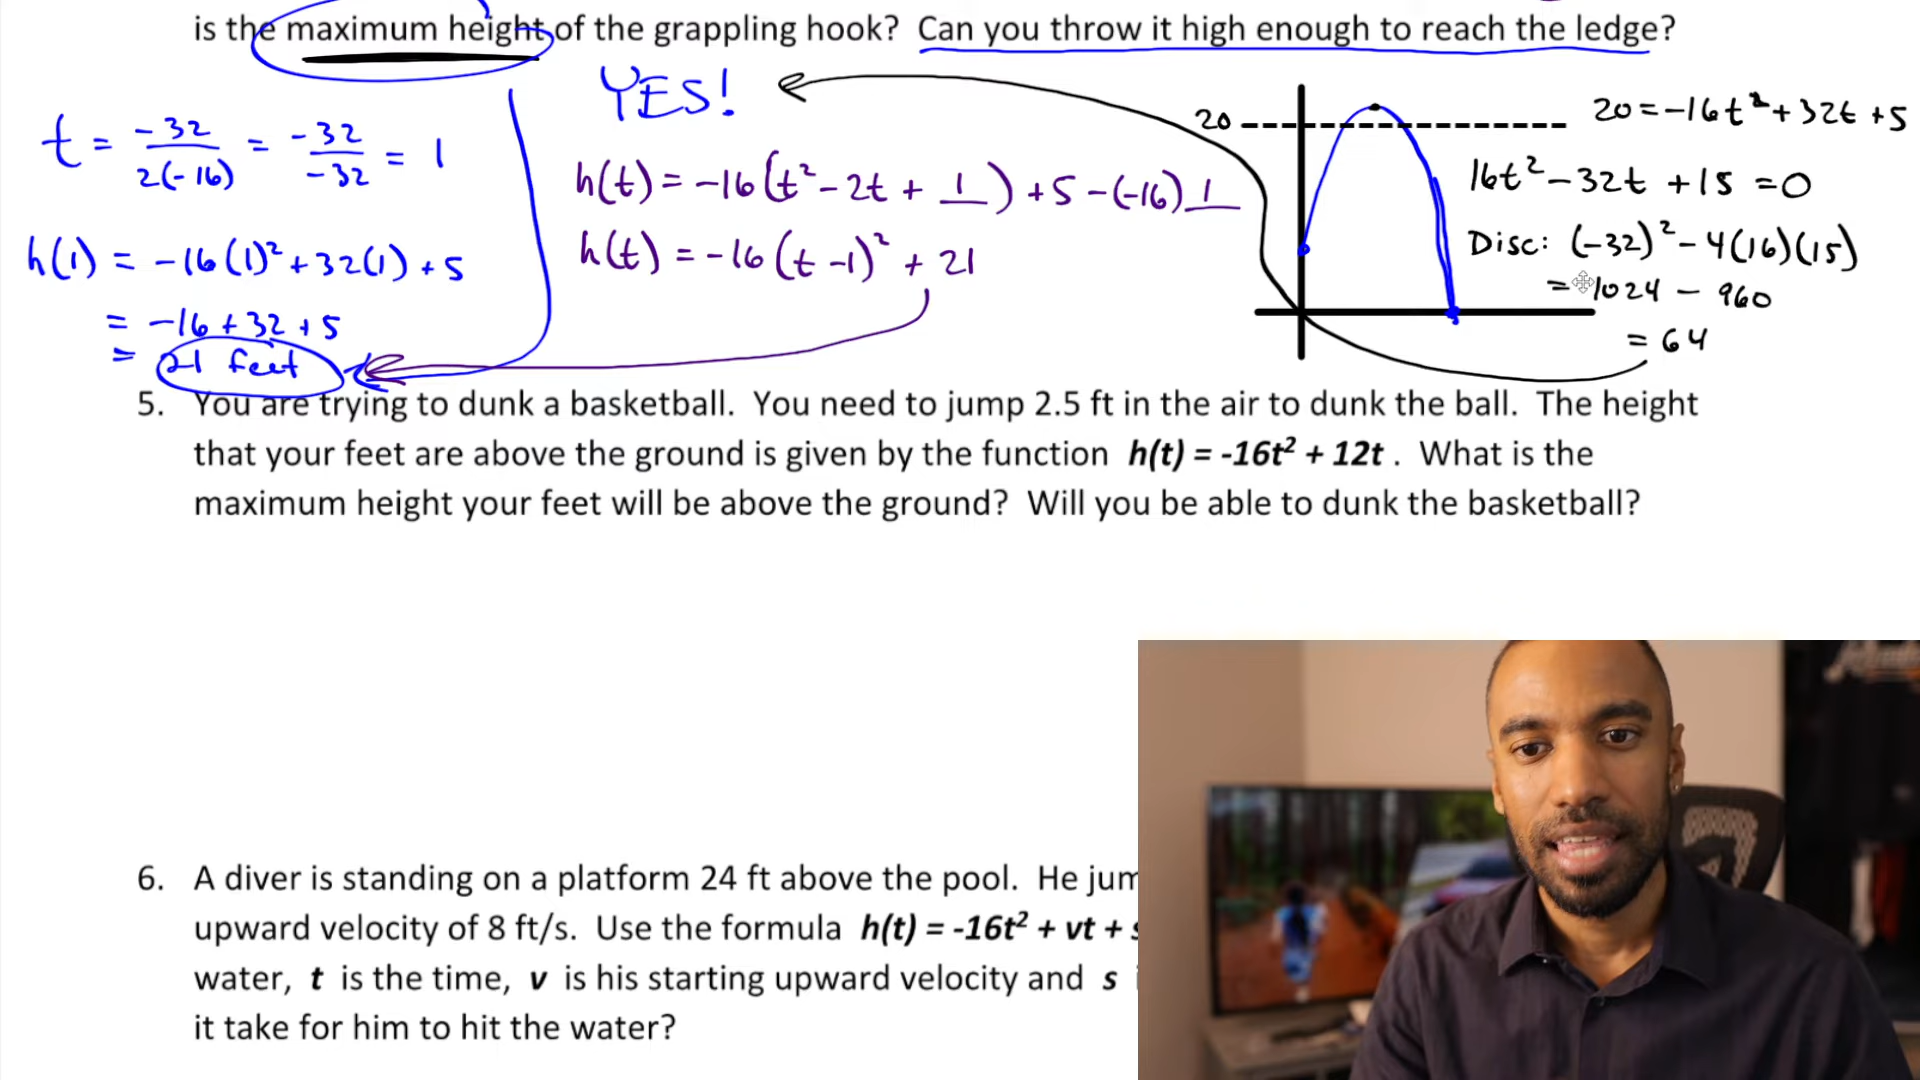 is the maximum height of the grappling hook? Can you throw it high enough to reach the ledge?
YES!
t = -32/2(-16) = -32/-32 = 1
h(1) = -16(1)² + 32(1) + 5
= -16 + 32 + 5
= 21 feet
h(t) = -16(t² - 2t + 1) + 5 - (-16) 1
h(t) = -16(t - 1)² + 21
20
20 = -16t² + 32t + 5
16t² - 32t + 15 = 0
Disc: (-32)² - 4(16)(15)
= 1024 - 960
= 64
5. You are trying to dunk a basketball. You need to jump 2.5 ft in the air to dunk the ball. The height
that your feet are above the ground is given by the function h(t) = -16t² + 12t . What is the
maximum height your feet will be above the ground? Will you be able to dunk the basketball?
6. A diver is standing on a platform 24 ft above the pool. He jum
upward velocity of 8 ft/s. Use the formula h(t) = -16t² + vt + s
water, t is the time, v is his starting upward velocity and s
it take for him to hit the water?